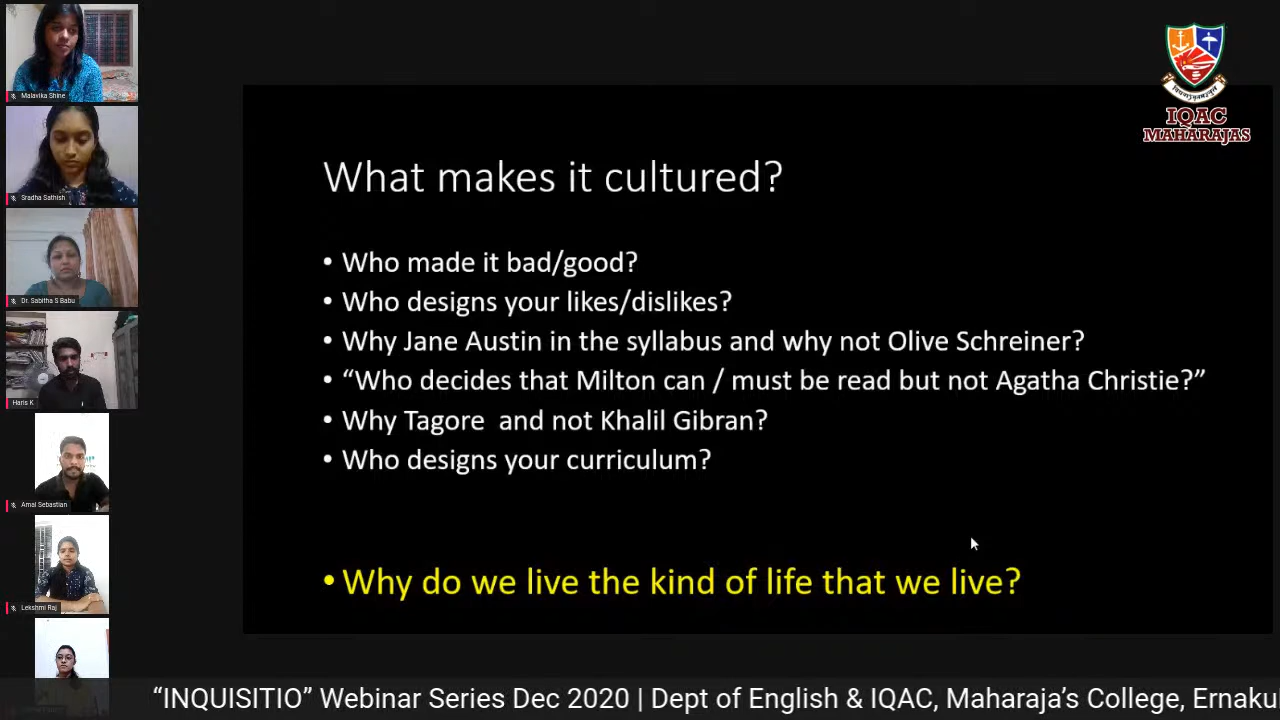 Malavika Shine
Sradha Sathish
Dr. Sabitha S Babu
Haris K
Amal Sebastian
Lekshmi Raj
IQAC
MAHARAJAS
What makes it cultured?
• Who made it bad/good?
• Who designs your likes/dislikes?
• Why Jane Austin in the syllabus and why not Olive Schreiner?
• “Who decides that Milton can / must be read but not Agatha Christie?”
• Why Tagore and not Khalil Gibran?
• Who designs your curriculum?
• Why do we live the kind of life that we live?
“INQUISITIO” Webinar Series Dec 2020 | Dept of English & IQAC, Maharaja’s College, Ernaku